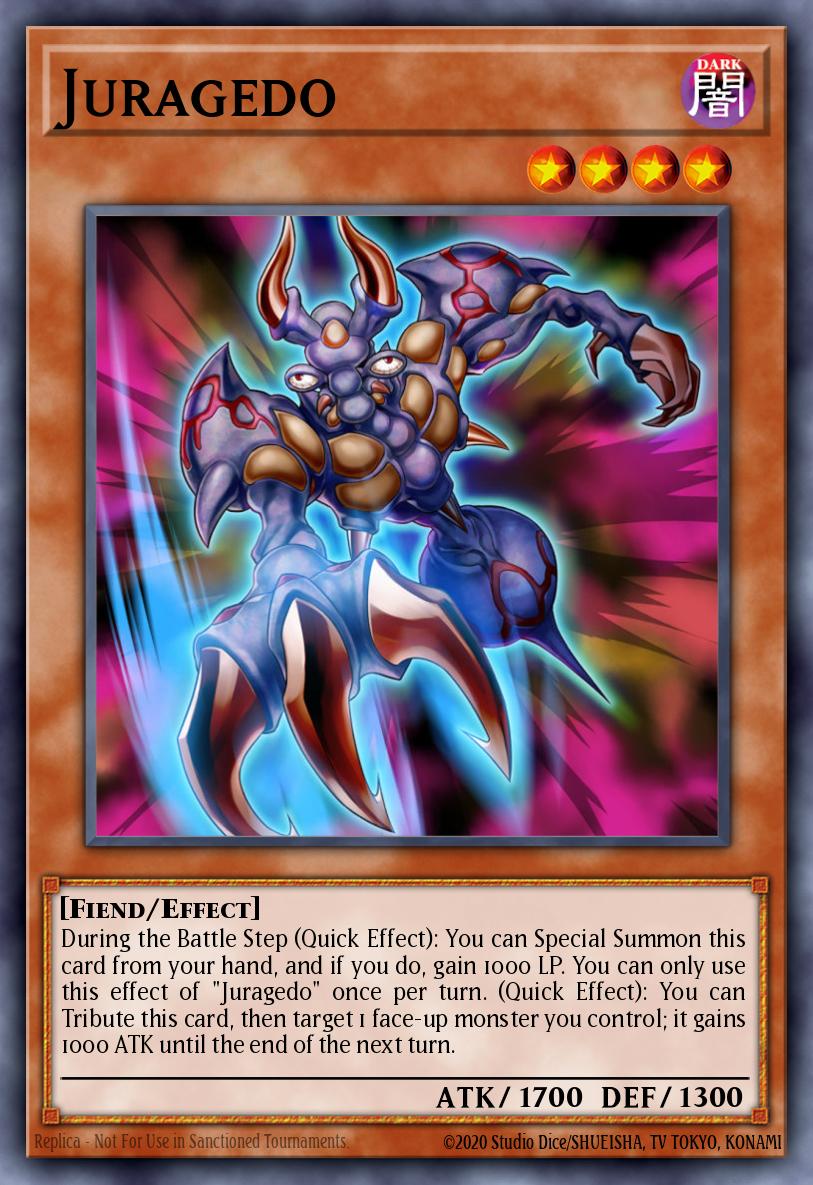 JURAGEDO
DARK
闇
[FIEND/EFFECT]
During the Battle Step (Quick Effect): You can Special Summon this
card from your hand, and if you do, gain 1000 LP. You can only use
this effect of "Juragedo" once per turn. (Quick Effect): You can
Tribute this card, then target 1 face-up monster you control; it gains
1000 ATK until the end of the next turn.
ATK/ 1700 DEF/ 1300
Replica - Not For Use in Sanctioned Tournaments.
©2020 Studio Dice/SHUEISHA, TV TOKYO, KONAMI